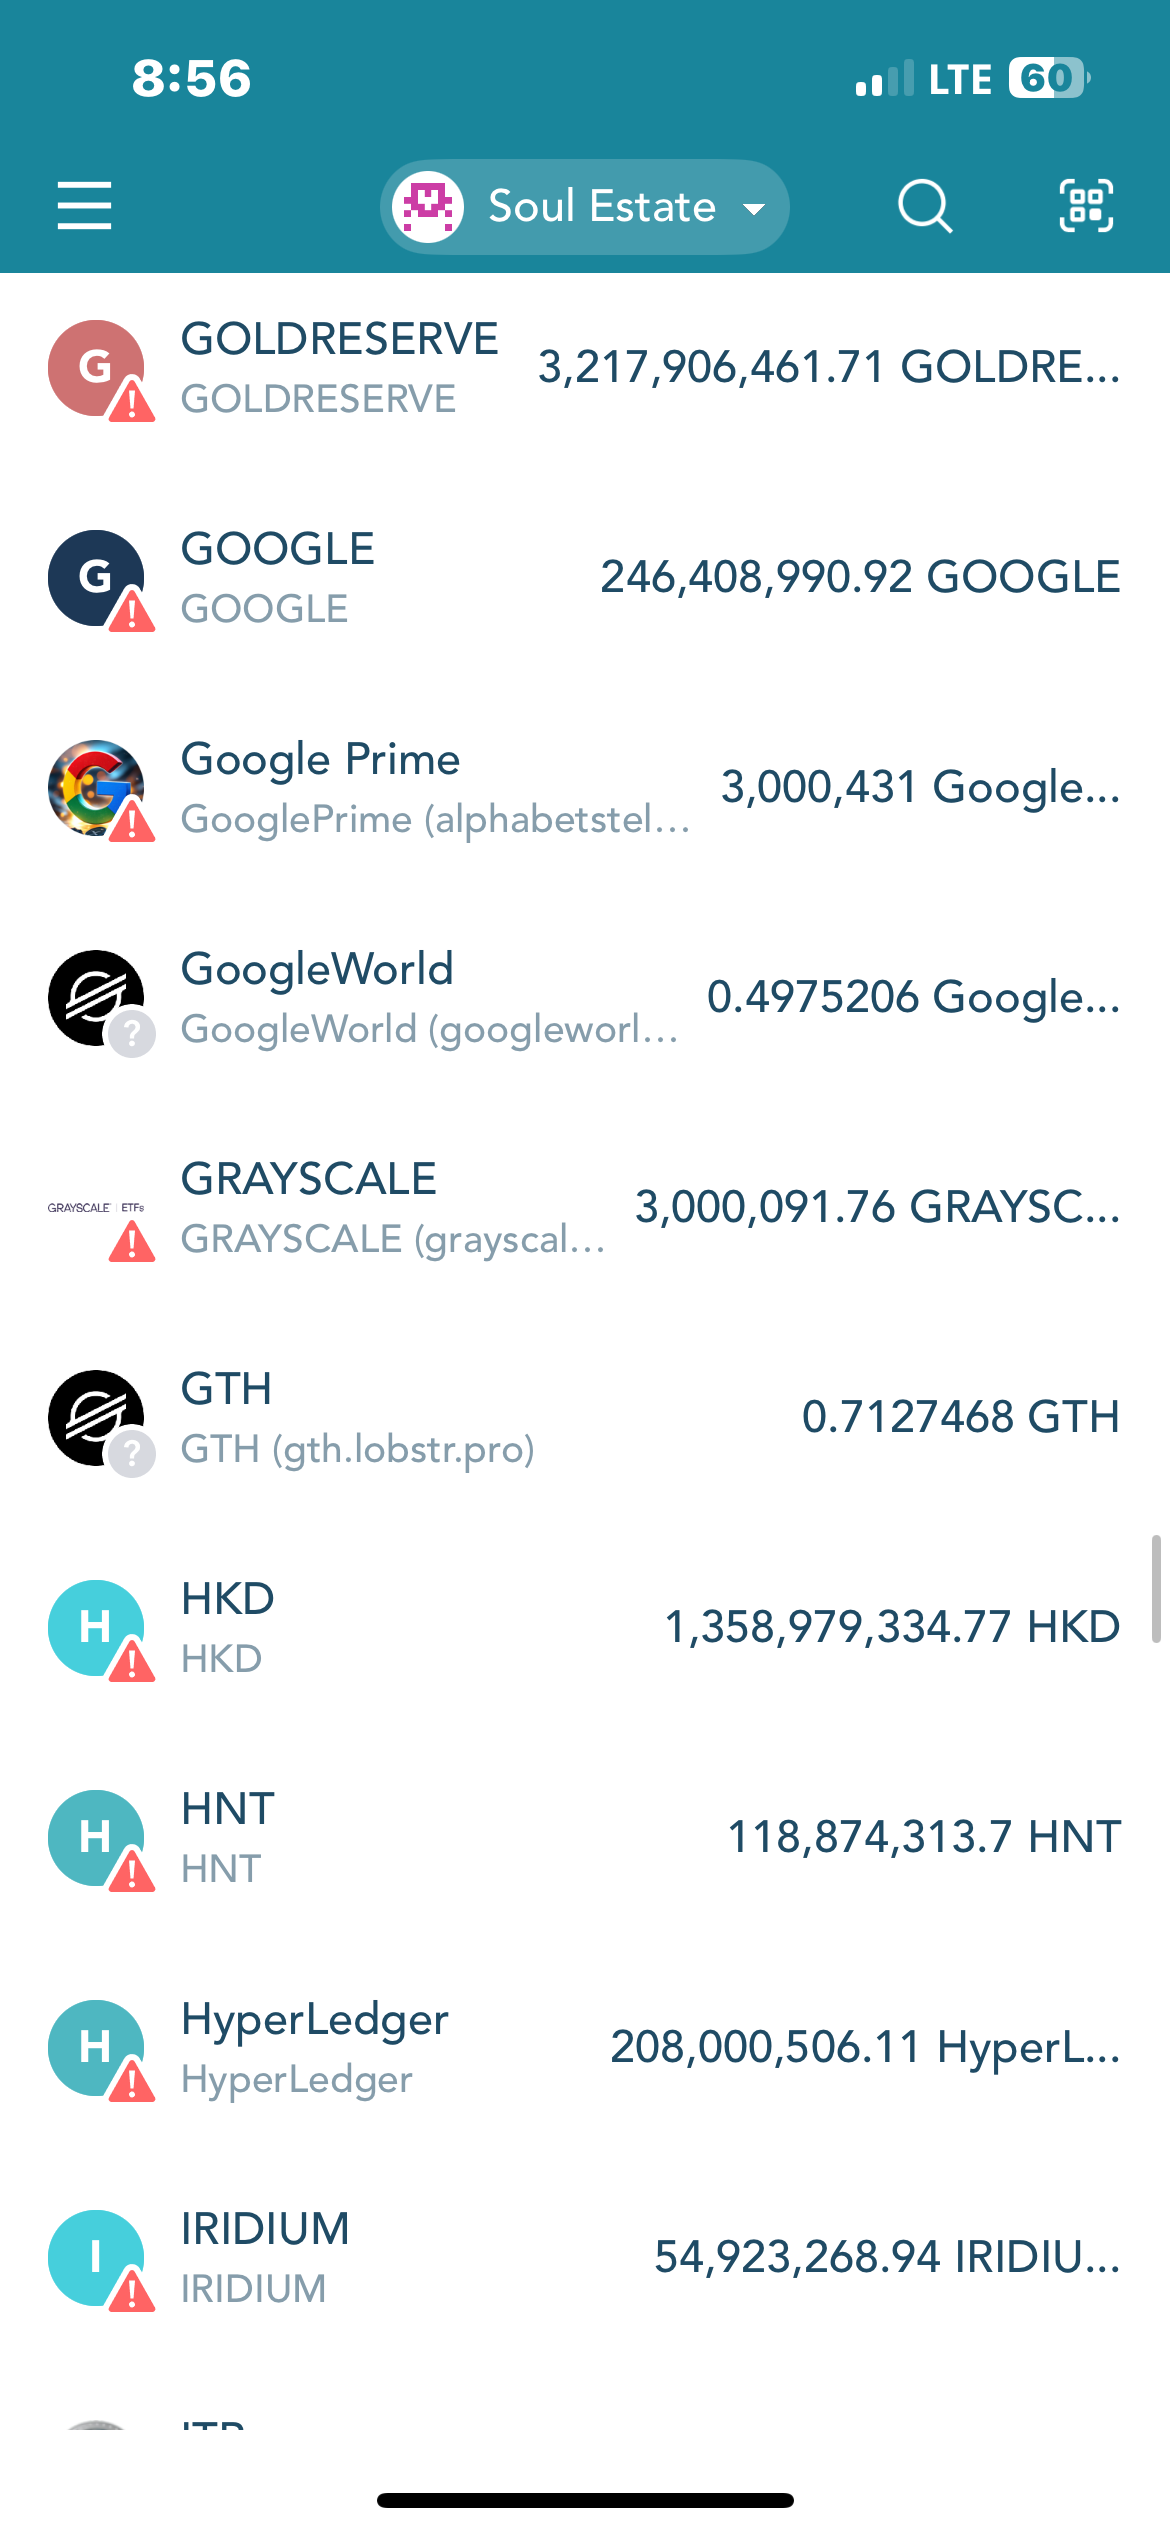 8:56
LTE 60
Soul Estate
G
GOLDRESERVE
GOLDRESERVE
3,217,906,461.71 GOLDRE...
G
GOOGLE
GOOGLE
246,408,990.92 GOOGLE
Google Prime
GooglePrime (alphabetstel...
3,000,431 Google...
GoogleWorld
?
GoogleWorld (googleworl...
0.4975206 Google...
GRAYSCALE | ETFs
GRAYSCALE
GRAYSCALE (grayscal...
3,000,091.76 GRAYSC...
GTH
?
GTH (gth.lobstr.pro)
0.7127468 GTH
H
HKD
HKD
1,358,979,334.77 HKD
H
HNT
HNT
118,874,313.7 HNT
H
HyperLedger
HyperLedger
208,000,506.11 HyperL...
I
IRIDIUM
IRIDIUM
54,923,268.94 IRIDIU...